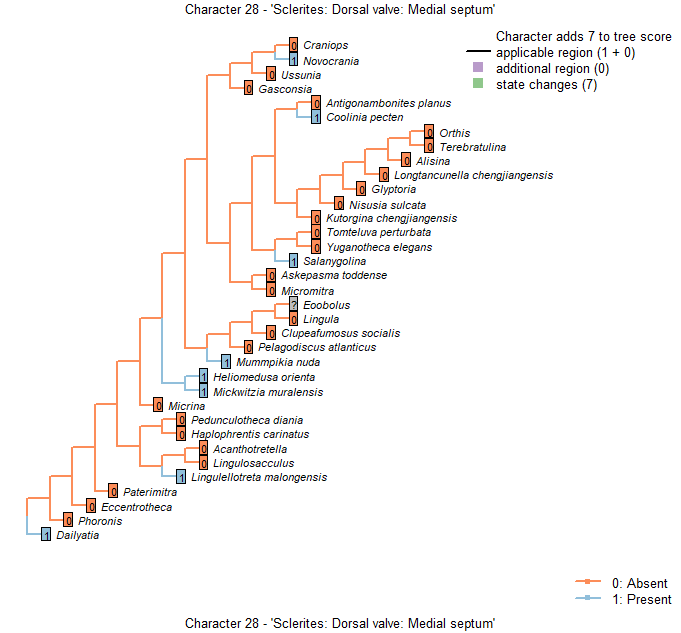 Character 28 - 'Sclerites: Dorsal valve: Medial septum'
Character adds 7 to tree score
applicable region (1 + 0)
additional region (0)
state changes (7)
0 Craniops
1 Novocrania
0 Ussunia
0 Gasconsia
0 Antigonambonites planus
1 Coolinia pecten
0 Orthis
0 Terebratulina
0 Alisina
0 Longtancunella chengjiangensis
0 Glyptoria
0 Nisusia sulcata
0 Kutorgina chengjiangensis
0 Tomteluva perturbata
0 Yuganotheca elegans
1 Salanygolina
0 Askepasma toddense
0 Micromitra
? Eoobolus
0 Lingula
0 Clupeafumosus socialis
0 Pelagodiscus atlanticus
1 Mummpikia nuda
1 Heliomedusa orienta
1 Mickwitzia muralensis
0 Micrina
0 Pedunculotheca diania
0 Haplophrentis carinatus
0 Acanthotretella
0 Lingulosacculus
1 Lingulellotreta malongensis
0 Paterimitra
0 Eccentrotheca
0 Phoronis
1 Dailyatia
0: Absent
1: Present
Character 28 - 'Sclerites: Dorsal valve: Medial septum'